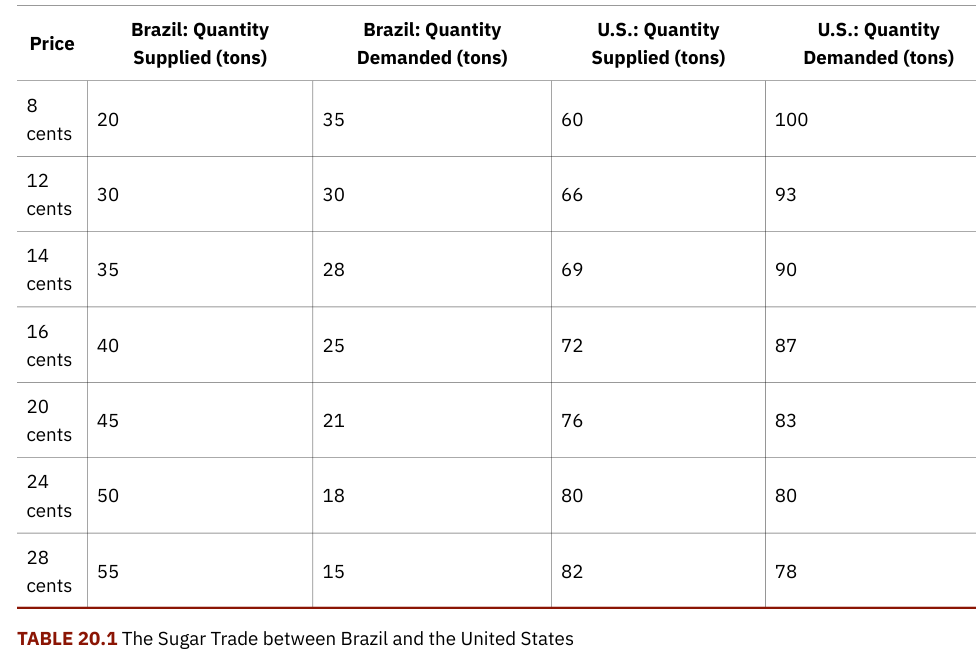 Price Brazil: Quantity Supplied (tons) Brazil: Quantity Demanded (tons) U.S.: Quantity Supplied (tons) U.S.: Quantity Demanded (tons)
8 cents 20 35 60 100
12 cents 30 30 66 93
14 cents 35 28 69 90
16 cents 40 25 72 87
20 cents 45 21 76 83
24 cents 50 18 80 80
28 cents 55 15 82 78
TABLE 20.1 The Sugar Trade between Brazil and the United States